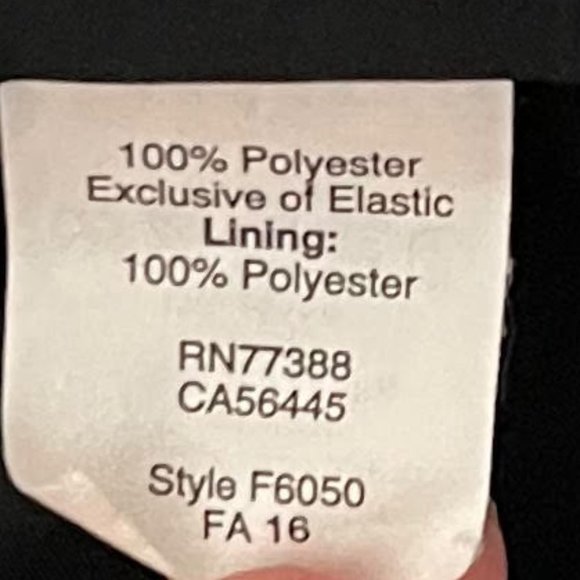 100% Polyester
Exclusive of Elastic
Lining:
100% Polyester
RN77388
CA56445
Style F6050
FA 16